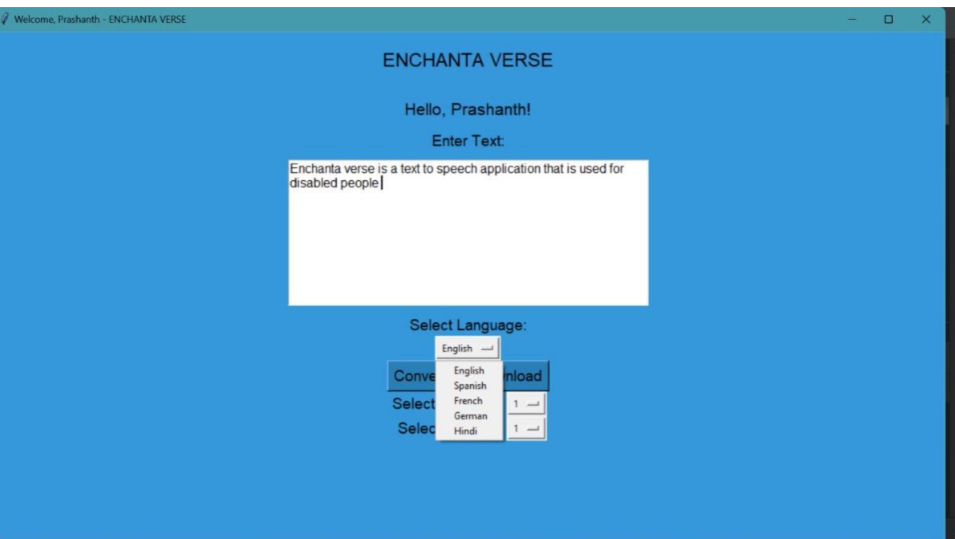 Welcome, Prashanth - ENCHANTA VERSE
ENCHANTA VERSE
Hello, Prashanth!
Enter Text:
Enchanta verse is a text to speech application that is used for
disabled people
Select Language:
English
Conve nload
English
Spanish
French
German
Hindi
Select 1
Selec 1